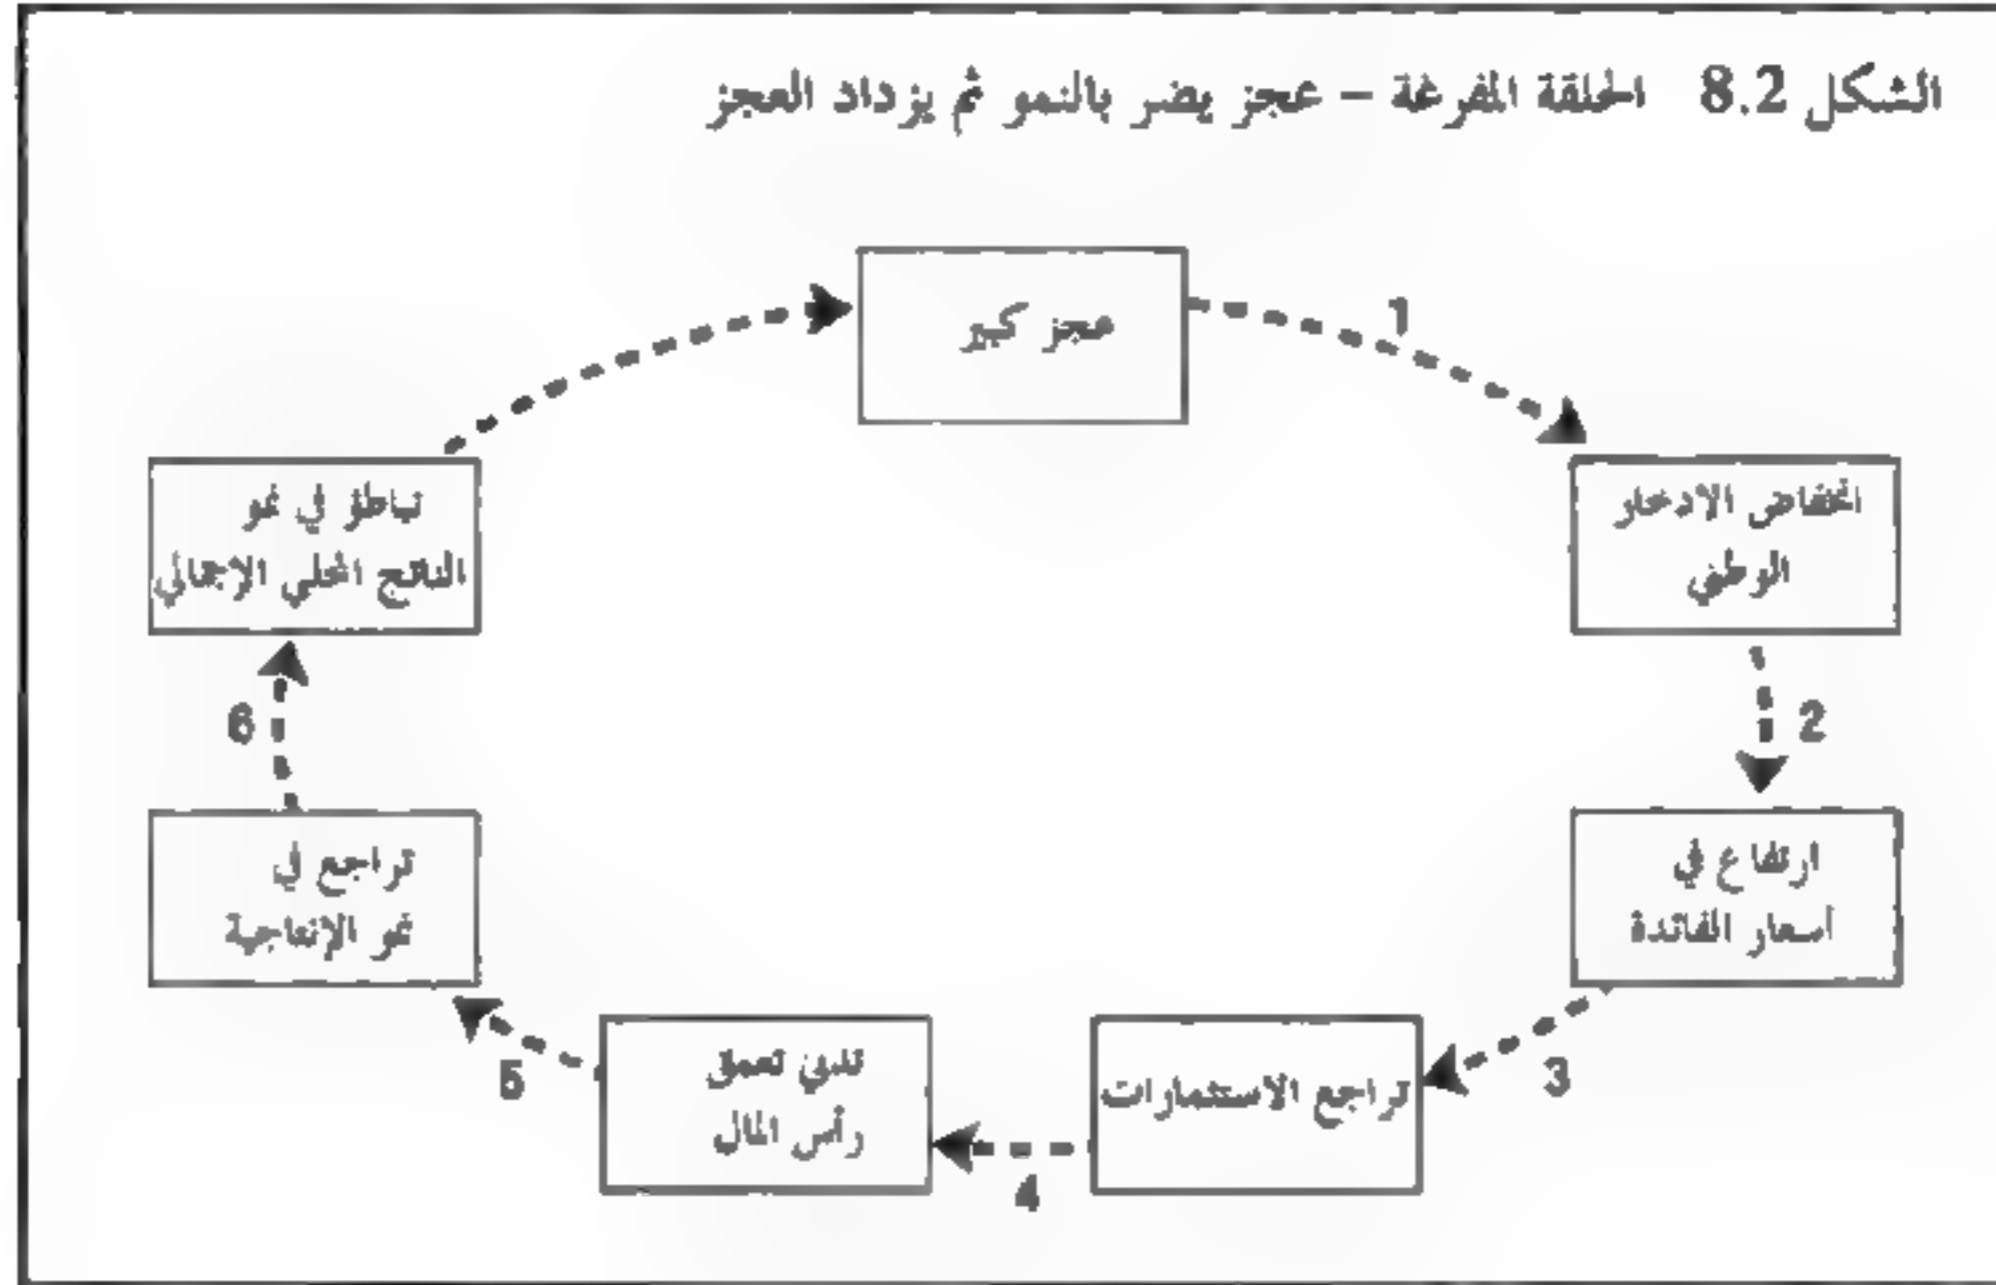 الشكل 8.2 الحلقة المفرغة – عجز يضر بالنمو ثم يزداد العجز
عجز كبير
1
انخفاض الادخار
الوطني
2
ارتفاع في
أسعار الفائدة
3
تراجع الاستثمارات
4
تدني تعمق
رأس المال
5
تراجع في
نمو الإنتاجية
6
تباطؤ في نمو
الناتج المحلي الإجمالي